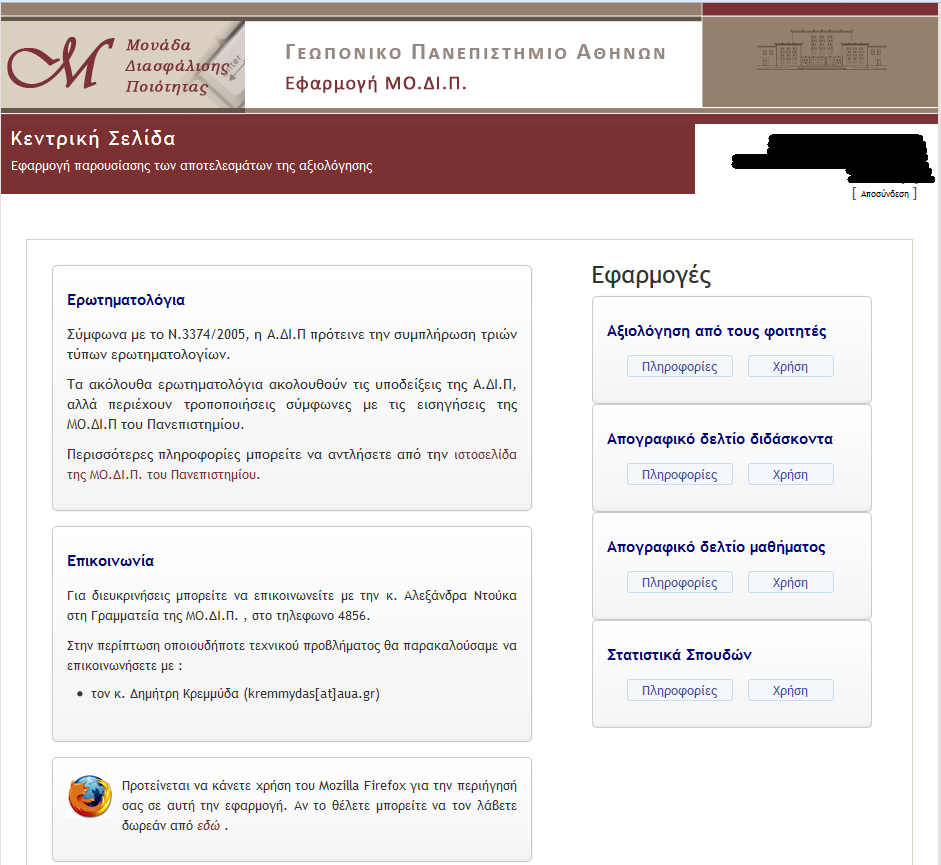 Μονάδα
Διασφάλισης
Ποιότητας
ΓΕΩΠΟΝΙΚΟ ΠΑΝΕΠΙΣΤΗΜΙΟ ΑΘΗΝΩΝ
Εφαρμογή ΜΟ.ΔΙ.Π.
Κεντρική Σελίδα
Εφαρμογή παρουσίασης των αποτελεσμάτων της αξιολόγησης
[ Αποσύνδεση ]
Ερωτηματολόγια
Σύμφωνα με το Ν.3374/2005, η Α.ΔΙ.Π πρότεινε την συμπλήρωση τριών
τύπων ερωτηματολογίων.
Τα ακόλουθα ερωτηματολόγια ακολουθούν τις υποδείξεις της Α.ΔΙ.Π,
αλλά περιέχουν τροποποιήσεις σύμφωνες με τις εισηγήσεις της
ΜΟ.ΔΙ.Π του Πανεπιστημίου.
Περισσότερες πληροφορίες μπορείτε να αντλήσετε από την ιστοσελίδα
της ΜΟ.ΔΙ.Π. του Πανεπιστημίου.
Επικοινωνία
Για διευκρινήσεις μπορείτε να επικοινωνείτε με την κ. Αλεξάνδρα Ντούκα
στη Γραμματεία της ΜΟ.ΔΙ.Π. , στο τηλεφωνο 4856.
Στην περίπτωση οποιουδήποτε τεχνικού προβλήματος θα παρακαλούσαμε να
επικοινωνήσετε με :
• τον κ. Δημήτρη Κρεμμύδα (kremmydas[at]aua.gr)
Προτείνεται να κάνετε χρήση του Mozilla Firefox για την περιήγησή
σας σε αυτή την εφαρμογή. Αν το θέλετε μπορείτε να τον λάβετε
δωρεάν από εδώ .
Εφαρμογές
Αξιολόγηση από τους φοιτητές
Πληροφορίες Χρήση
Απογραφικό δελτίο διδάσκοντα
Πληροφορίες Χρήση
Απογραφικό δελτίο μαθήματος
Πληροφορίες Χρήση
Στατιστικά Σπουδών
Πληροφορίες Χρήση